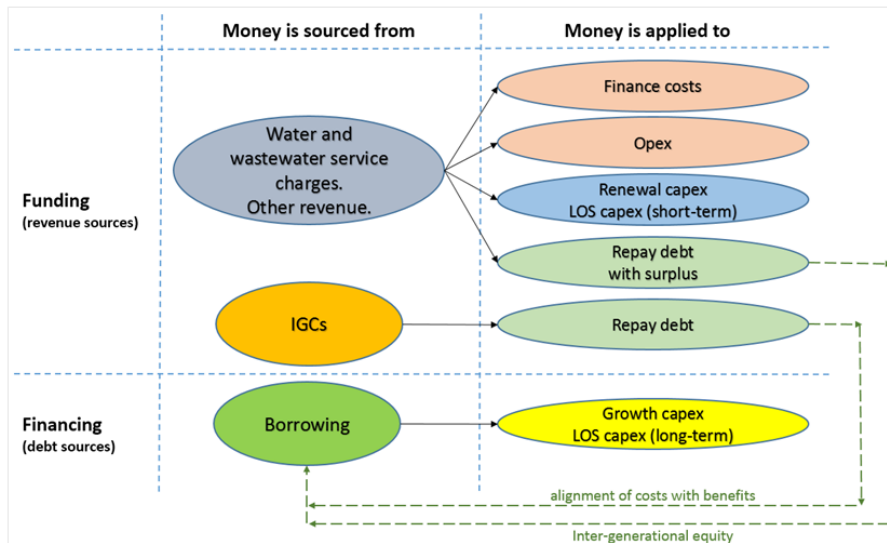 Money is sourced from
Money is applied to
Funding
(revenue sources)
Water and
wastewater service
charges.
Other revenue.
Finance costs
Opex
Renewal capex
LOS capex (short-term)
Repay debt
with surplus
IGCs
Repay debt
Financing
(debt sources)
Borrowing
Growth capex
LOS capex (long-term)
alignment of costs with benefits
Inter-generational equity